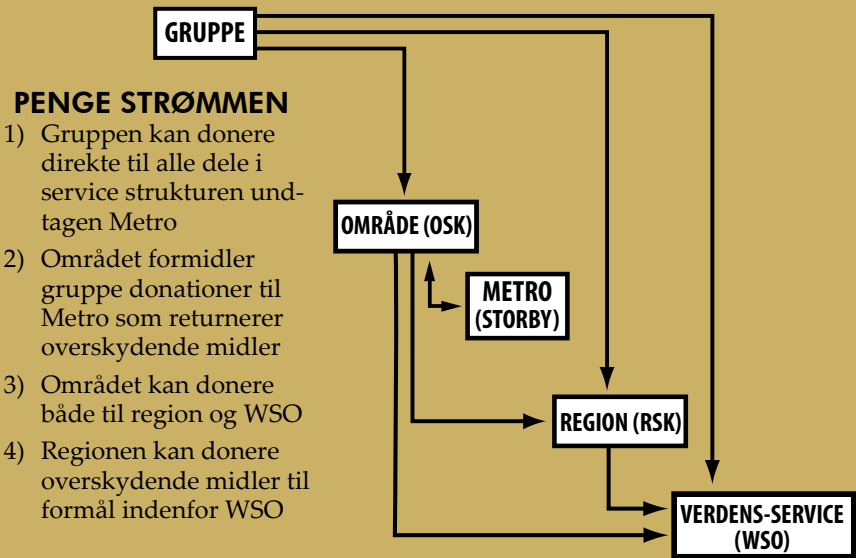 GRUPPE
PENGE STRØMMEN
1) Gruppen kan donere
direkte til alle dele i
service strukturen und-
tagen Metro
2) Området formidler
gruppe donationer til
Metro som returnerer
overskydende midler
3) Området kan donere
både til region og WSO
4) Regionen kan donere
overskydende midler til
formål indenfor WSO
OMRÅDE (OSK)
METRO
(STORBY)
REGION (RSK)
VERDENS-SERVICE
(WSO)